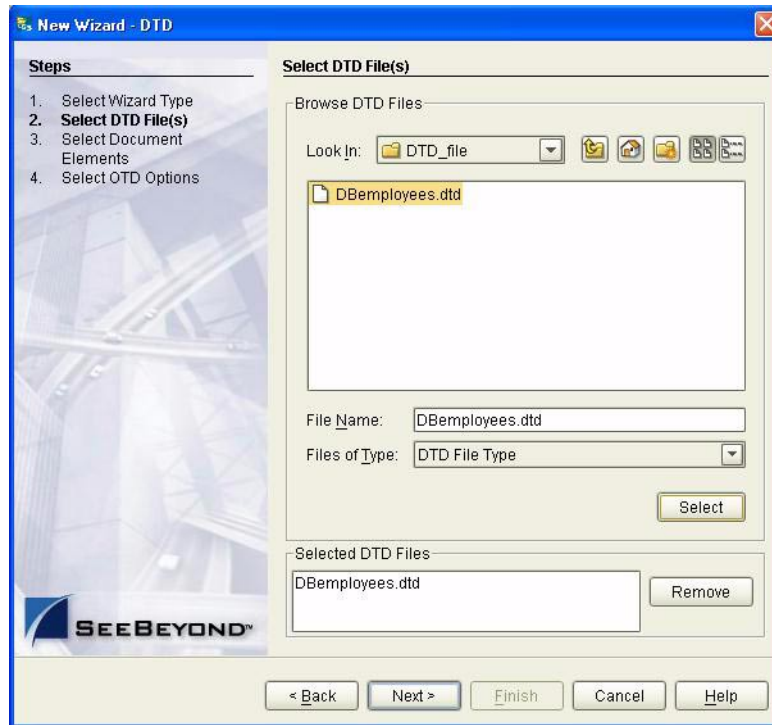 New Wizard - DTD
Steps
1. Select Wizard Type
2. Select DTD File(s)
3. Select Document
Elements
4. Select OTD Options
SEEBEYOND™
Select DTD File(s)
Browse DTD Files
Look In: DTD_file
DBemployees.dtd
File Name: DBemployees.dtd
Files of Type: DTD File Type
Select
Selected DTD Files
DBemployees.dtd
Remove
< Back Next > Finish Cancel Help